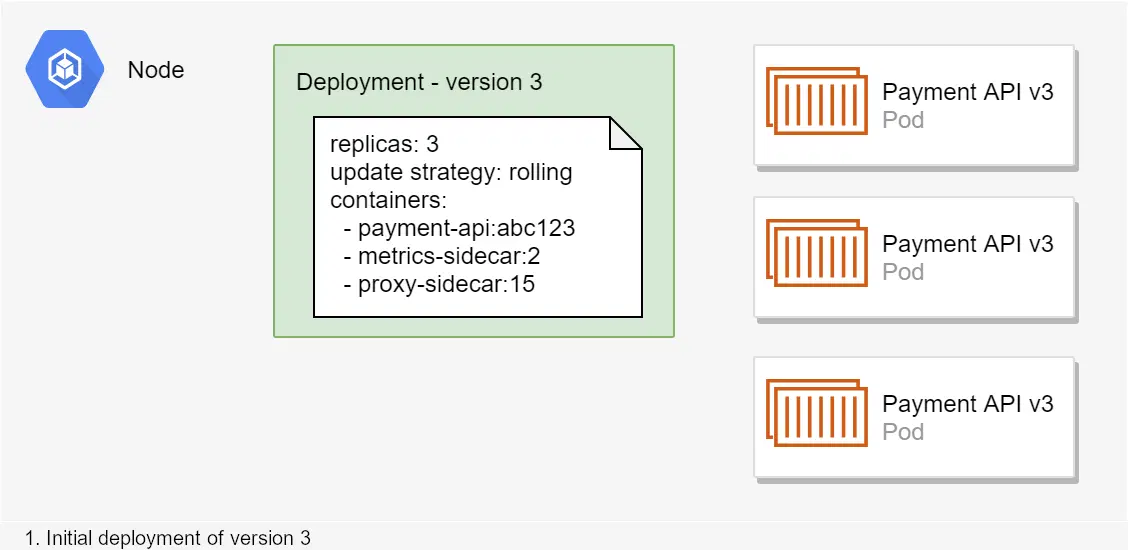 Node
Deployment - version 3
replicas: 3
update strategy: rolling
containers:
- payment-api:abc123
- metrics-sidecar:2
- proxy-sidecar:15
Payment API v3
Pod
Payment API v3
Pod
Payment API v3
Pod
1. Initial deployment of version 3